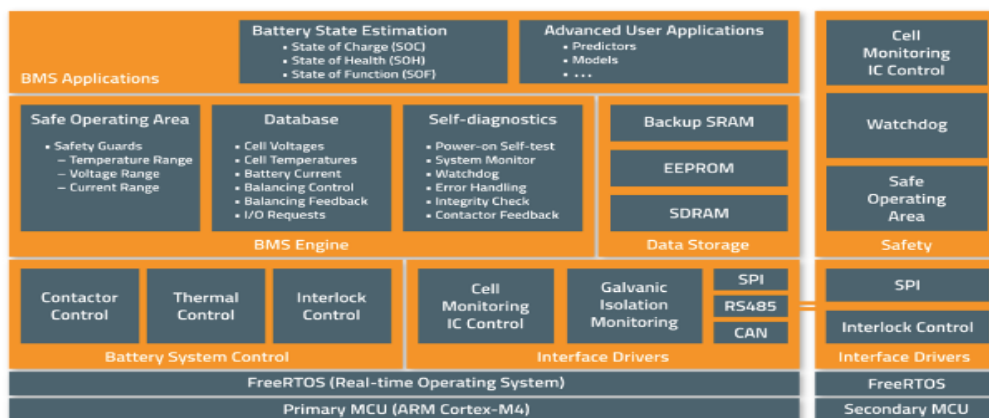 Battery State Estimation
• State of Charge (SOC)
• State of Health (SOH)
• State of Function (SOF)
Advanced User Applications
• Predictors
• Models
• ...
BMS Applications
Safe Operating Area
• Safety Guards
– Temperature Range
– Voltage Range
– Current Range
Database
• Cell Voltages
• Cell Temperatures
• Battery Current
• Balancing Control
• Balancing Feedback
• I/O Requests
Self-diagnostics
• Power-on Self-test
• System Monitor
• Watchdog
• Error Handling
• Integrity Check
• Contactor Feedback
BMS Engine
Backup SRAM
EEPROM
SDRAM
Data Storage
Cell
Monitoring
IC Control
Watchdog
Safe
Operating
Area
Safety
Contactor
Control
Thermal
Control
Interlock
Control
Battery System Control
Cell
Monitoring
IC Control
Galvanic
Isolation
Monitoring
SPI
RS485
CAN
Interface Drivers
SPI
Interlock Control
Interface Drivers
FreeRTOS (Real-time Operating System)
FreeRTOS
Primary MCU (ARM Cortex-M4)
Secondary MCU